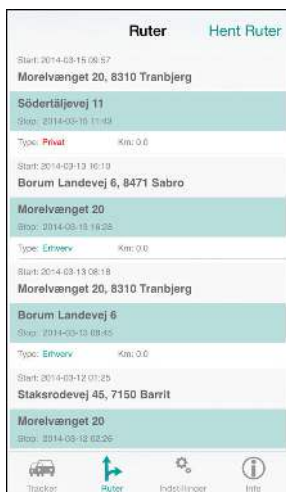 Ruter
Hent Ruter
Start: 2014-03-15 09:57
Morelvænget 20, 8310 Tranbjerg
Södertäljevej 11
Stop: 2014-03-15 11:43
Type: Privat Km: 0.0
Start: 2014-03-13 16:10
Borum Landevej 6, 8471 Sabro
Morelvænget 20
Stop: 2014-03-13 16:28
Type: Erhverv Km: 0.0
Start: 2014-03-13 08:18
Morelvænget 20, 8310 Tranbjerg
Borum Landevej 6
Stop: 2014-03-13 08:45
Type: Erhverv Km: 0.0
Start: 2014-03-12 01:25
Staksrodevej 45, 7150 Barrit
Morelvænget 20
Stop: 2014-03-12 02:26
Tracket Ruter Indstillinger Info